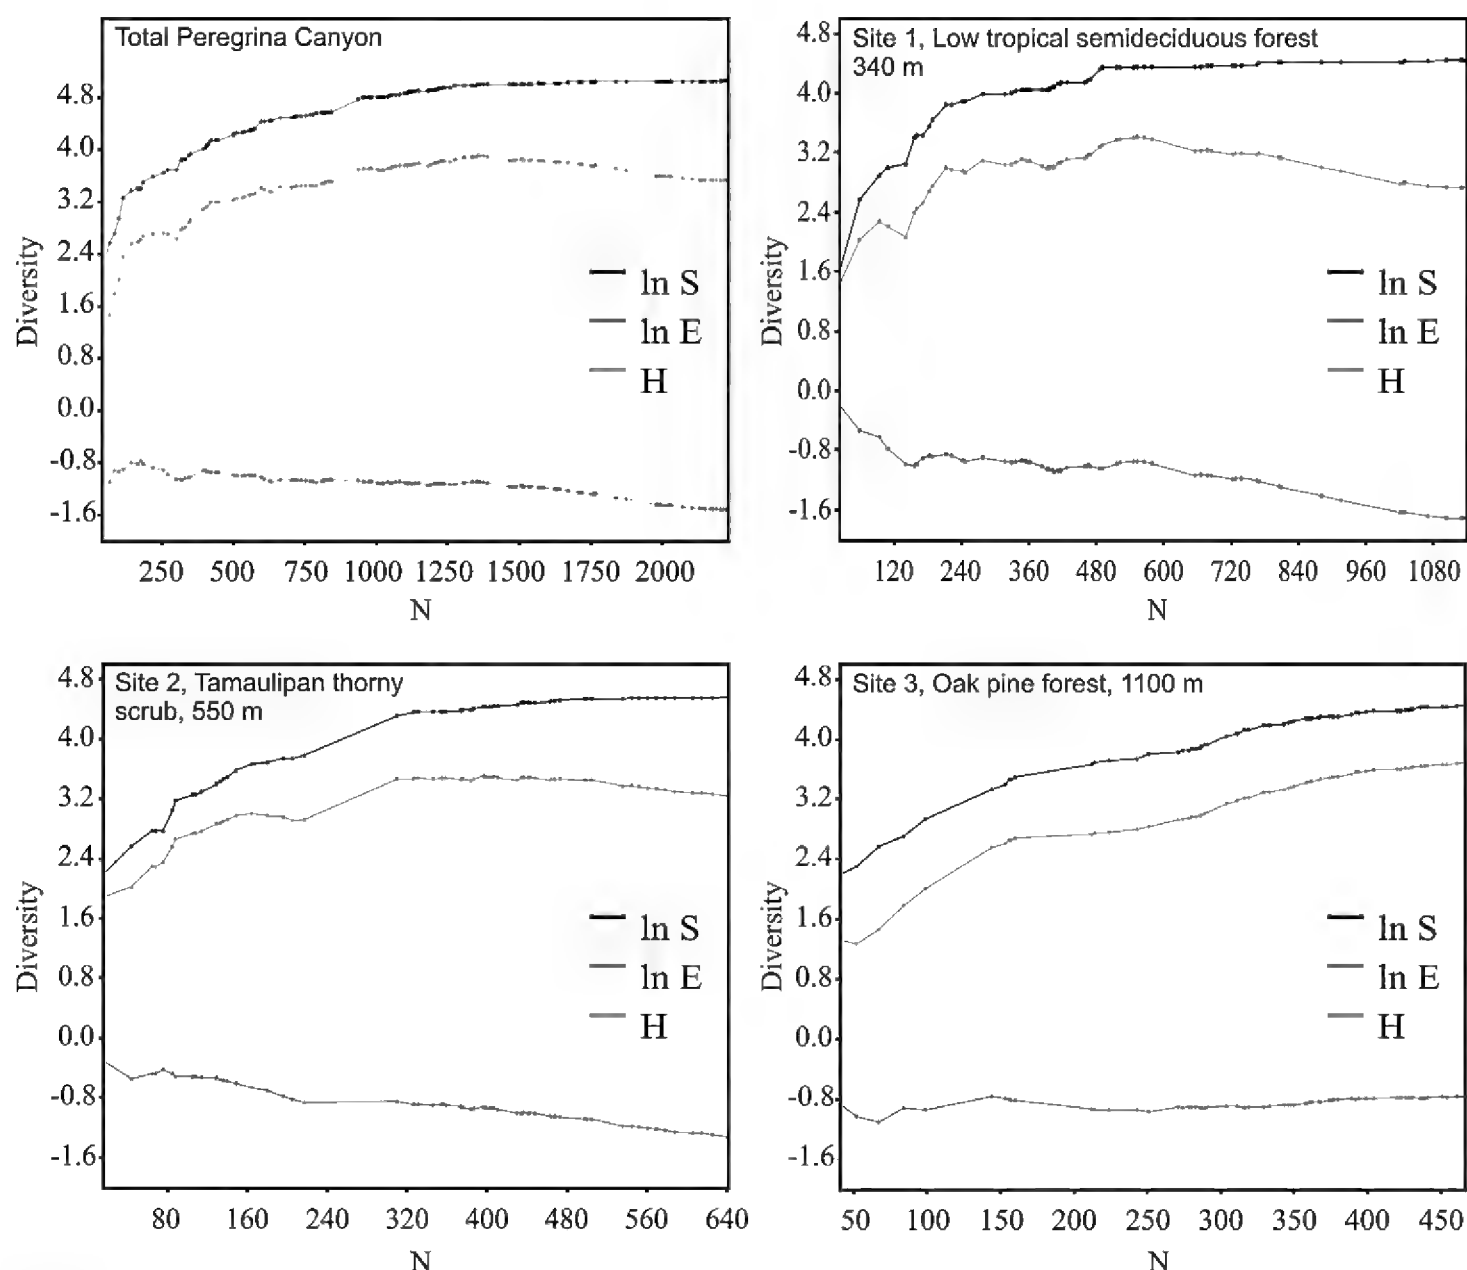 Total Peregrina Canyon
4.8
4.0
3.2
2.4
1.6
0.8
0.0
-0.8
-1.6
Diversity
ln S
ln E
H
250 500 750 1000 1250 1500 1750 2000
N
Site 1, Low tropical semideciduous forest
340 m
4.8
4.0
3.2
2.4
1.6
0.8
0.0
-0.8
-1.6
Diversity
ln S
ln E
H
120 240 360 480 600 720 840 960 1080
N
Site 2, Tamaulipan thorny
scrub, 550 m
4.8
4.0
3.2
2.4
1.6
0.8
0.0
-0.8
-1.6
Diversity
ln S
ln E
H
80 160 240 320 400 480 560 640
N
Site 3, Oak pine forest, 1100 m
4.8
4.0
3.2
2.4
1.6
0.8
0.0
-0.8
-1.6
Diversity
ln S
ln E
H
50 100 150 200 250 300 350 400 450
N